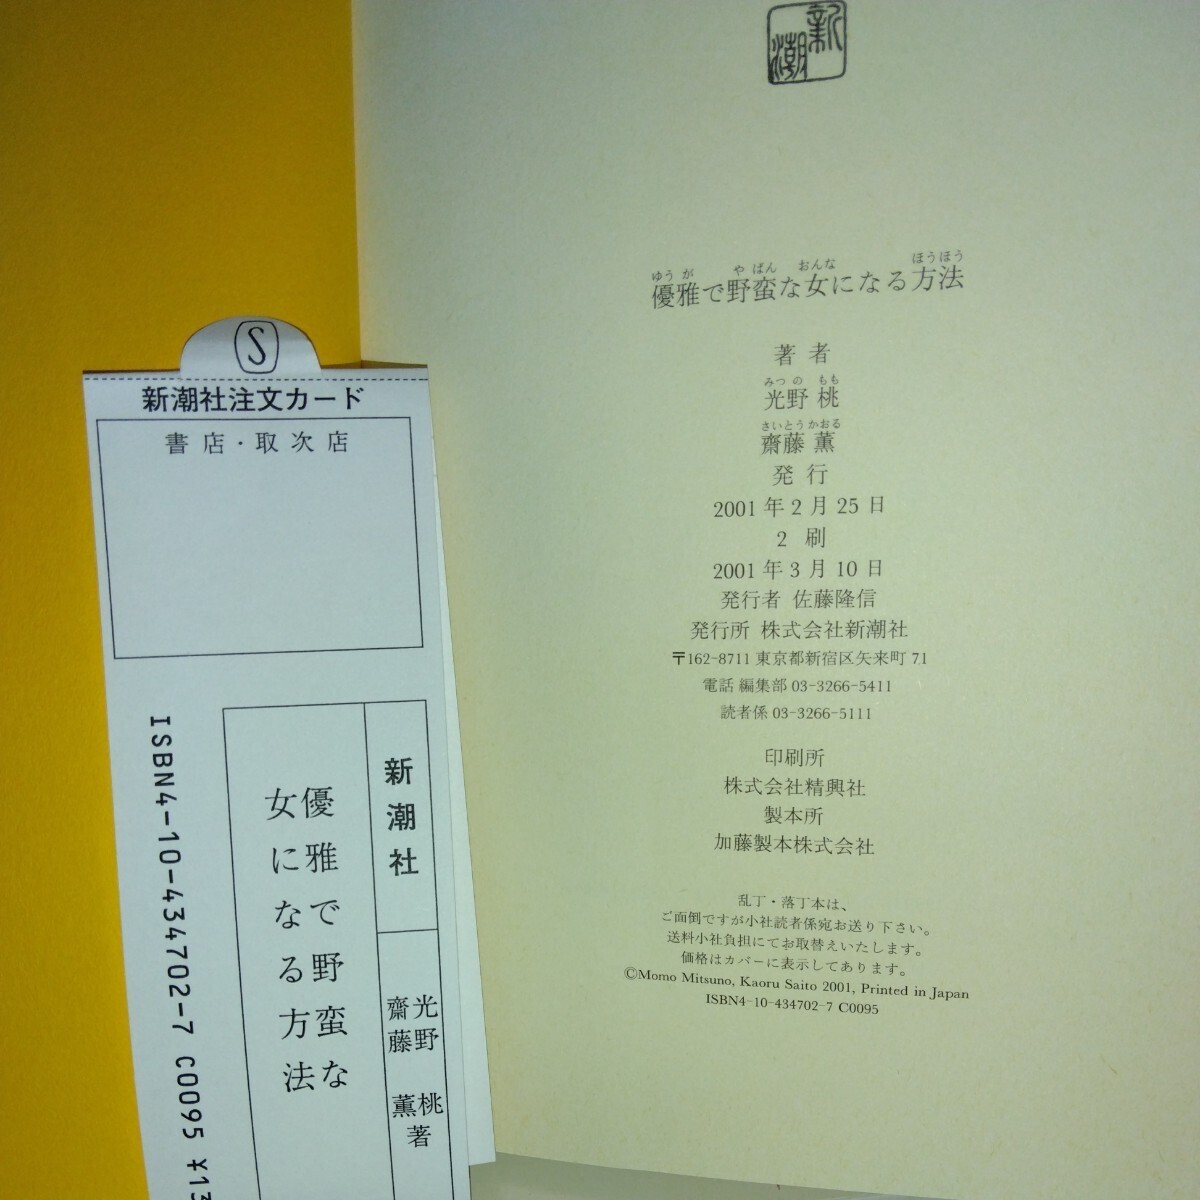 新潮
優雅で野蛮な女になる方法
ゆうが やばん おんな ほうほう
著者
みつの もも
光野 桃
さいとうかおる
齋藤 薫
発行
2001年2月25日
2 刷
2001年3月10日
発行者 佐藤隆信
発行所 株式会社新潮社
〒162-8711 東京都新宿区矢来町71
電話 編集部 03-3266-5411
読者係 03-3266-5111
印刷所
株式会社精興社
製本所
加藤製本株式会社
乱丁・落丁本は、
ご面倒ですが小社読者係宛お送り下さい。
送料小社負担にてお取替えいたします。
価格はカバーに表示してあります。
©Momo Mitsuno, Kaoru Saito 2001, Printed in Japan
ISBN4-10-434702-7 C0095
S
新潮社注文カード
書店・取次店
新潮社
光野 桃
齋藤 薫
著
優雅で野蛮な
女になる方法
ISBN4-10-434702-7 C0095 ¥13